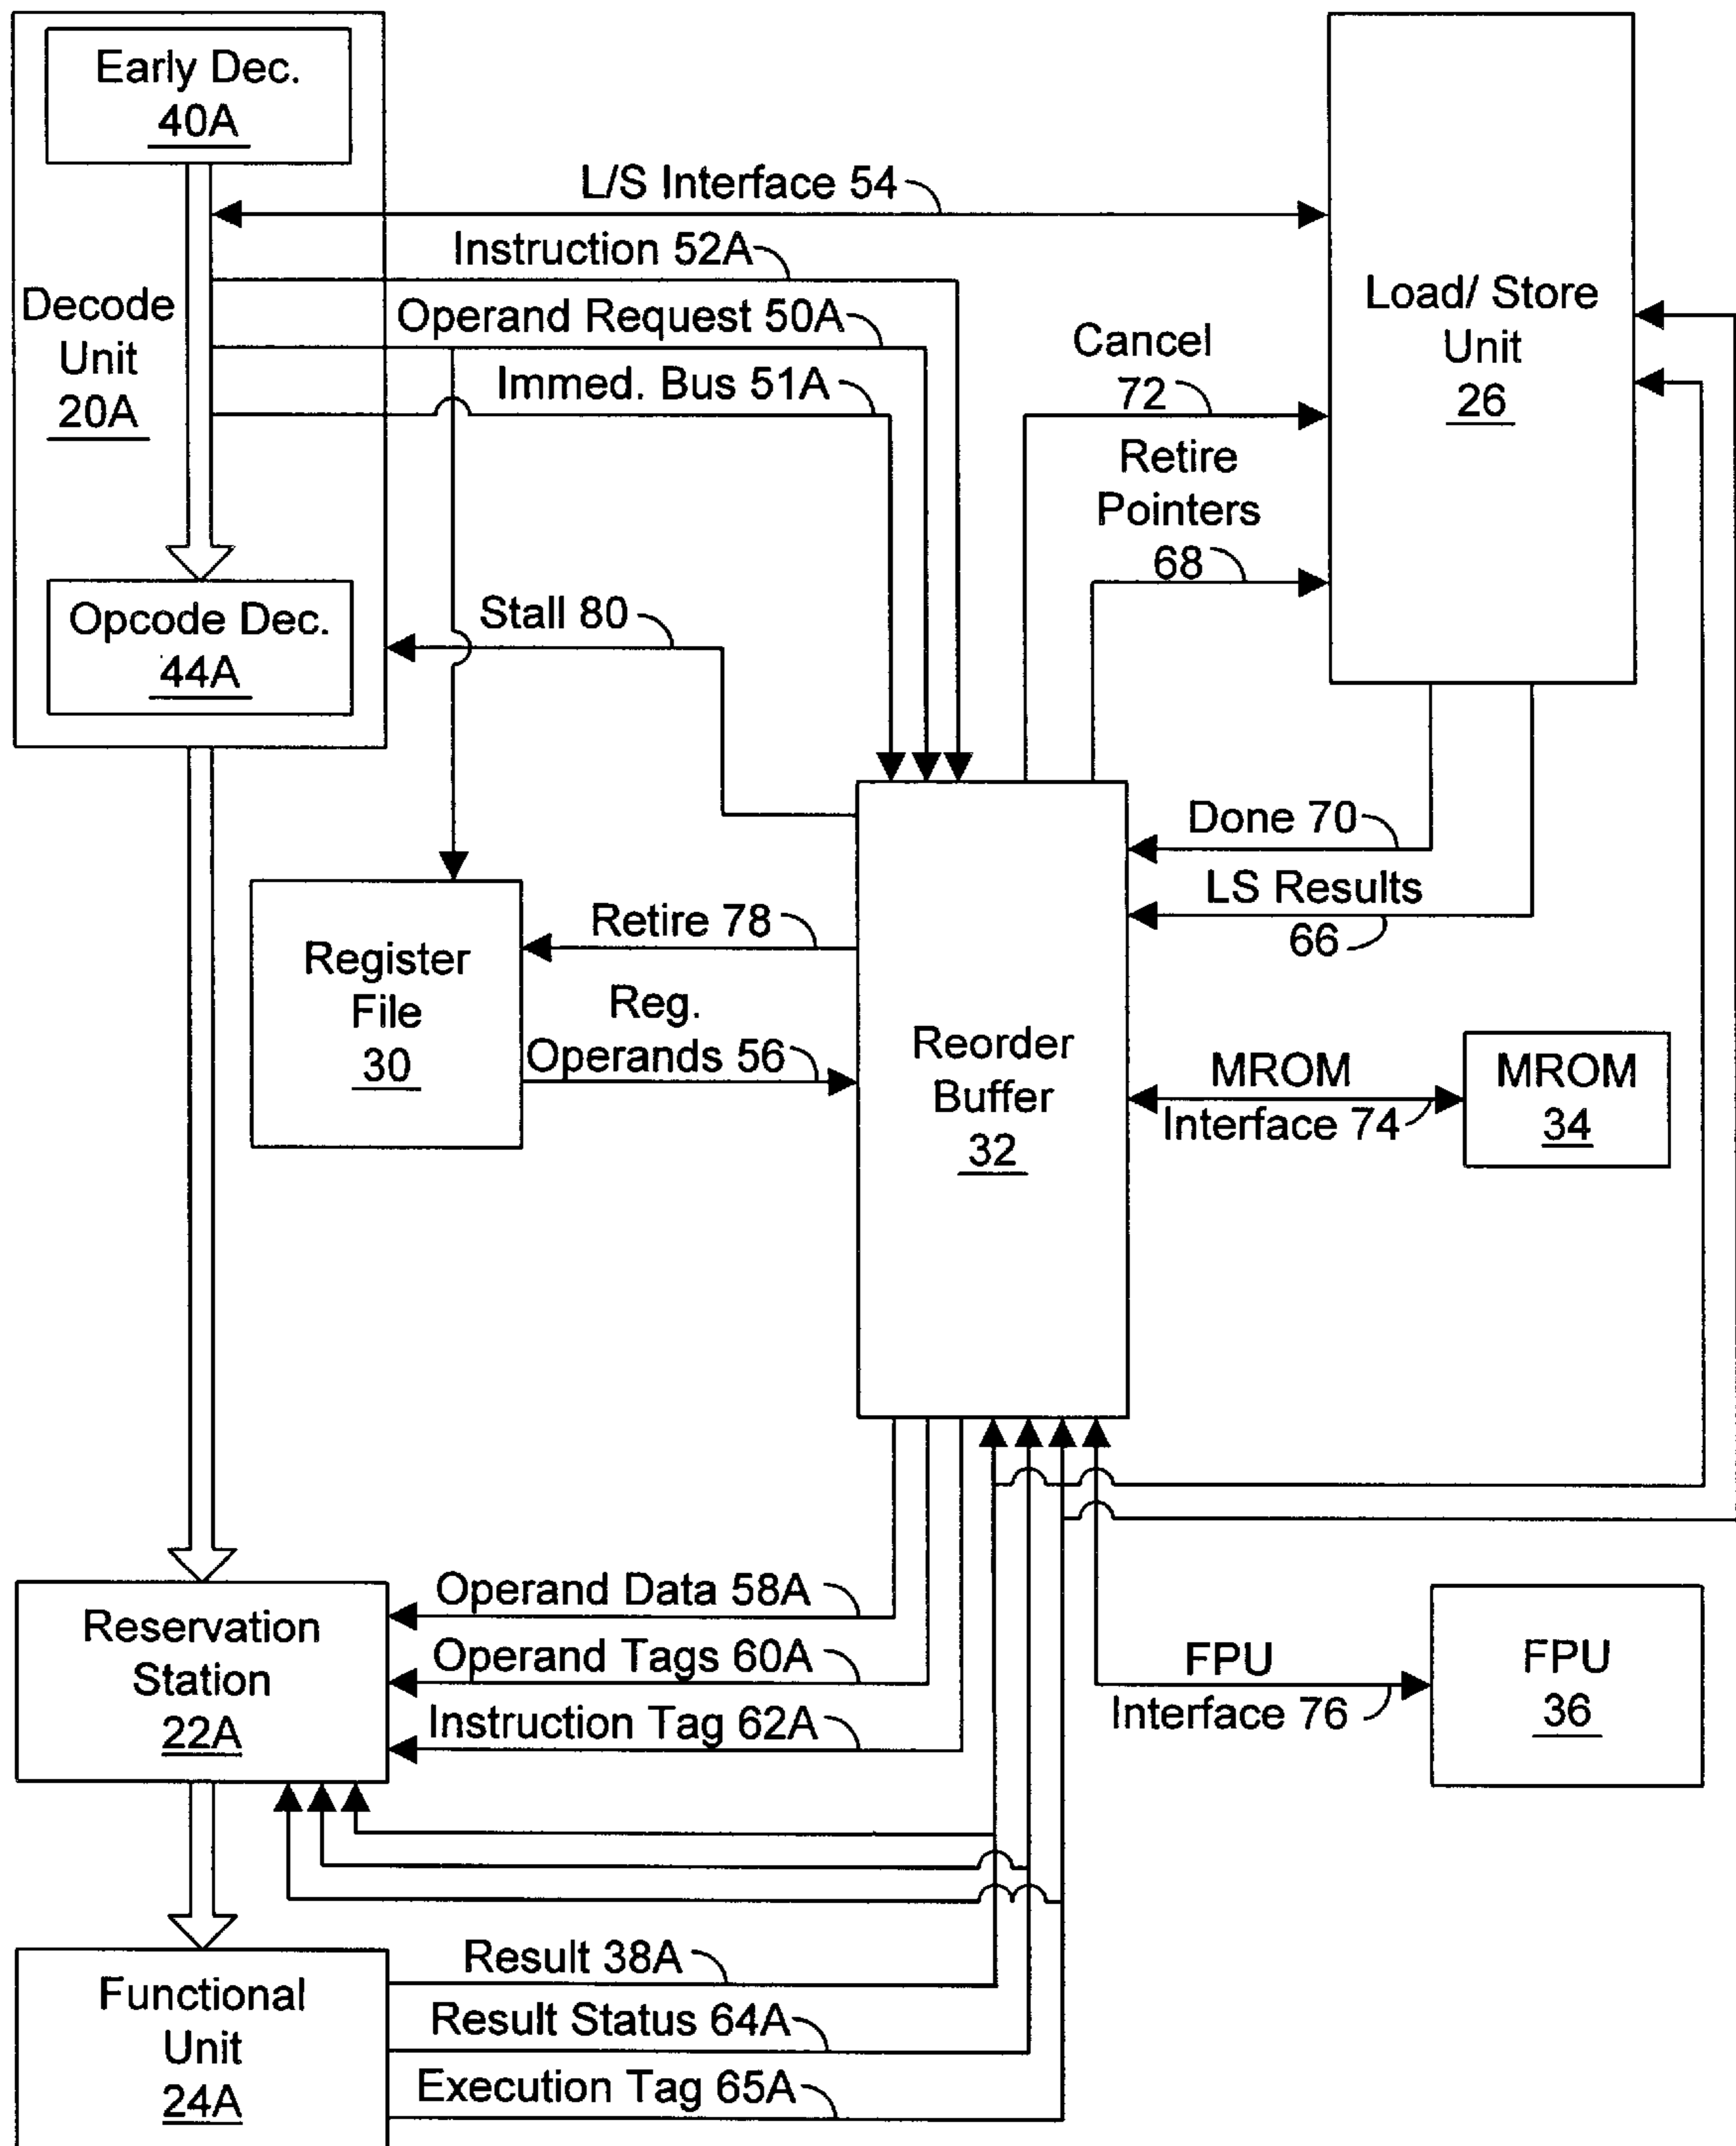 Early Dec.
40A
L/S Interface 54
Instruction 52A
Decode
Unit
20A
Operand Request 50A
Immed. Bus 51A
Load/ Store
Unit
26
Cancel
72
Retire
Pointers
68
Opcode Dec.
44A
Stall 80
Done 70
LS Results
66
Retire 78
Register
File
30
Reg.
Operands 56
Reorder
Buffer
32
MROM
Interface 74
MROM
34
Operand Data 58A
Reservation
Station
22A
Operand Tags 60A
Instruction Tag 62A
FPU
Interface 76
FPU
36
Result 38A
Functional
Unit
24A
Result Status 64A
Execution Tag 65A